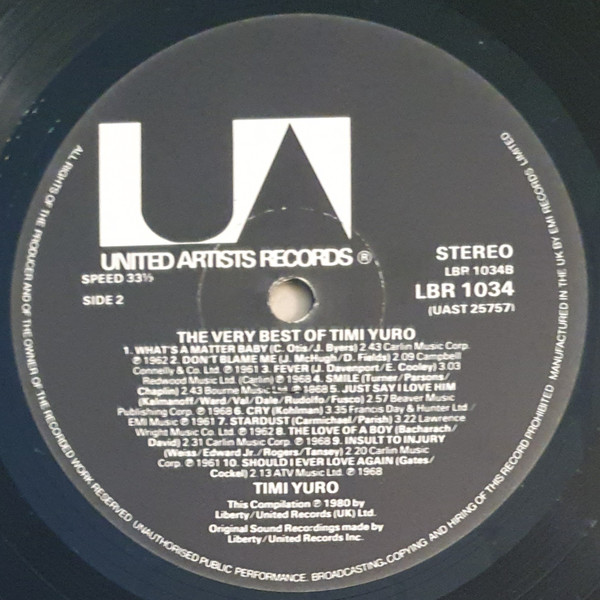 UA
UNITED ARTISTS RECORDS ®
SPEED 33⅓
SIDE 2
STEREO
LBR 1034B
LBR 1034
(UAST 25757)
THE VERY BEST OF TIMI YURO
1. WHAT'S A MATTER BABY (C. Otis/J. Byers) 2.43 Carlin Music Corp.
℗ 1962 2. DON'T BLAME ME (J. McHugh/D. Fields) 2.09 Campbell
Connelly & Co. Ltd ℗ 1961 3. FEVER (J. Davenport/E. Cooley) 3.03
Redwood Music Ltd. (Carlin) ℗ 1968 4. SMILE (Turner/Parsons/
Chaplin) 2.43 Bourne Music Ltd ℗ 1868 5. JUST SAY I LOVE HIM
(Kalmanoff/Ward/Val/Dale/Rudolfo/Fusco) 2.57 Beaver Music
Publishing Corp. ℗ 1968 6. CRY (Kohlman) 3.35 Francis Day & Hunter Ltd/
EMI Music ℗ 1961 7. STARDUST (Carmichael/Parish) 3.22 Lawrence
Wright Music Co. Ltd ℗ 1962 8. THE LOVE OF A BOY (Bacharach/
David) 2.31 Carlin Music Corp. ℗ 1968 9. INSULT TO INJURY
(Weiss/Edward Jr./Rogers/Tansey) 2.20 Carlin Music
Corp. ℗ 1961 10. SHOULD I EVER LOVE AGAIN (Gates/
Cockel) 2.13 ATV Music Ltd. ℗ 1968
TIMI YURO
This Compilation ℗ 1980 by
Liberty/United Records (UK) Ltd.
Original Sound Recordings made by
Liberty/United Records Inc.
ALL RIGHTS OF THE PRODUCER AND OF THE OWNER OF THE RECORDED WORK RESERVED. UNAUTHORISED PUBLIC PERFORMANCE, BROADCASTING, COPYING AND HIRING OF THIS RECORD PROHIBITED. MANUFACTURED IN THE UK BY EMI RECORDS LIMITED